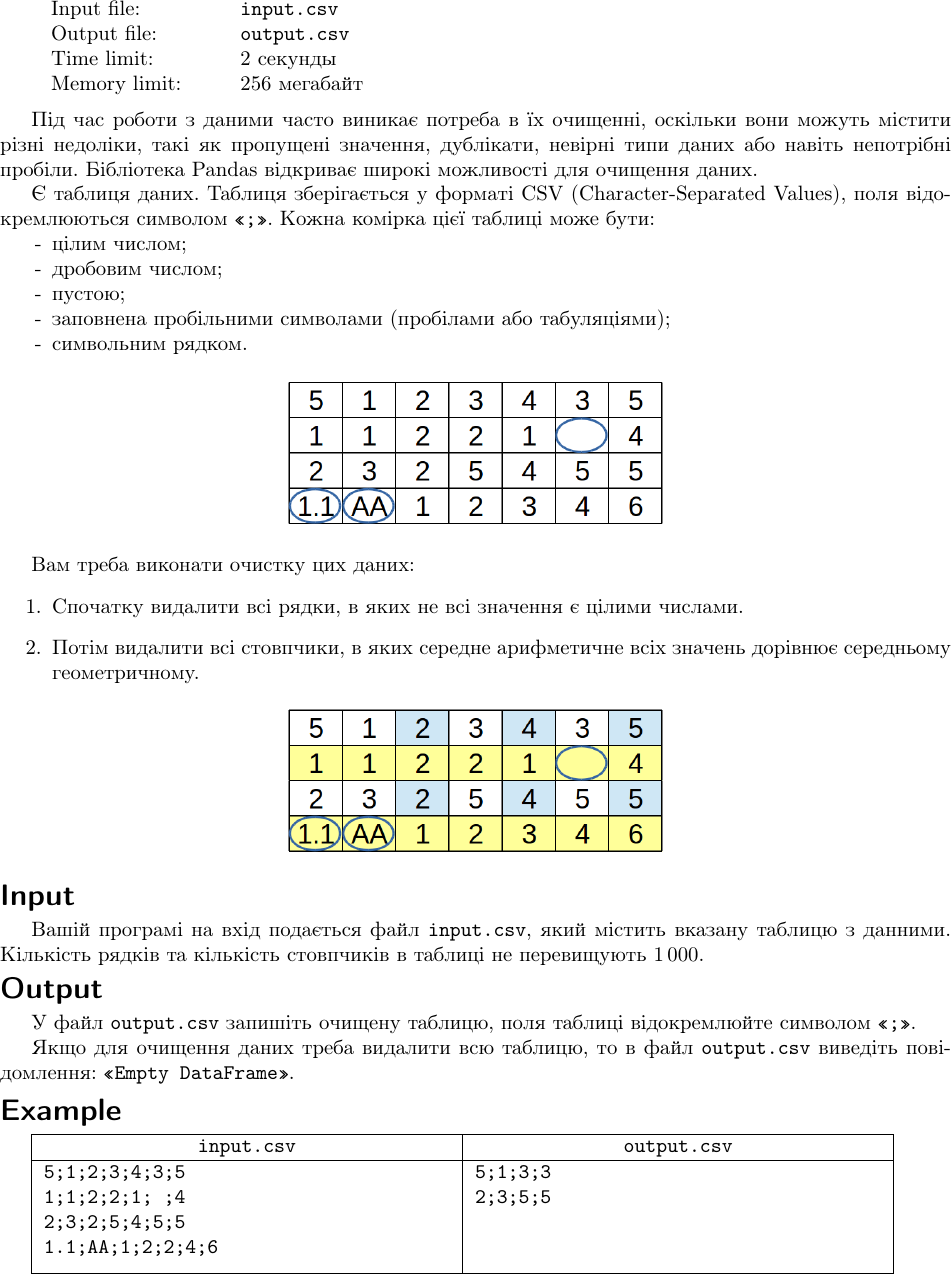 Input file: input.csv
Output file: output.csv
Time limit: 2 секунды
Memory limit: 256 мегабайт
Під час роботи з даними часто виникає потреба в їх очищенні, оскільки вони можуть містити
різні недоліки, такі як пропущені значення, дублікати, невірні типи даних або навіть непотрібні
пробіли. Бібліотека Pandas відкриває широкі можливості для очищення даних.
Є таблиця даних. Таблиця зберігається у форматі CSV (Character-Separated Values), поля відо-
кремлюються символом «;». Кожна комірка цієї таблиці може бути:
- цілим числом;
- дробовим числом;
- пустою;
- заповнена пробільними символами (пробілами або табуляціями);
- символьним рядком.
5 1 2 3 4 3 5
1 1 2 2 1 4
2 3 2 5 4 5 5
1.1 AA 1 2 3 4 6
Вам треба виконати очистку цих даних:
1. Спочатку видалити всі рядки, в яких не всі значення є цілими числами.
2. Потім видалити всі стовпчики, в яких середне арифметичне всіх значень дорівнює середньому
геометричному.
5 1 2 3 4 3 5
1 1 2 2 1 4
2 3 2 5 4 5 5
1.1 AA 1 2 3 4 6
Input
Вашій програмі на вхід подається файл input.csv, який містить вказану таблицю з данними.
Кількість рядків та кількість стовпчиків в таблиці не перевищують 1 000.
Output
У файл output.csv запишіть очищену таблицю, поля таблиці відокремлюйте символом «;».
Якщо для очищення даних треба видалити всю таблицю, то в файл output.csv виведіть пові-
домлення: «Empty DataFrame».
Example
input.csv output.csv
5;1;2;3;4;3;5 5;1;3;3
1;1;2;2;1; ;4 2;3;5;5
2;3;2;5;4;5;5
1.1;AA;1;2;2;4;6